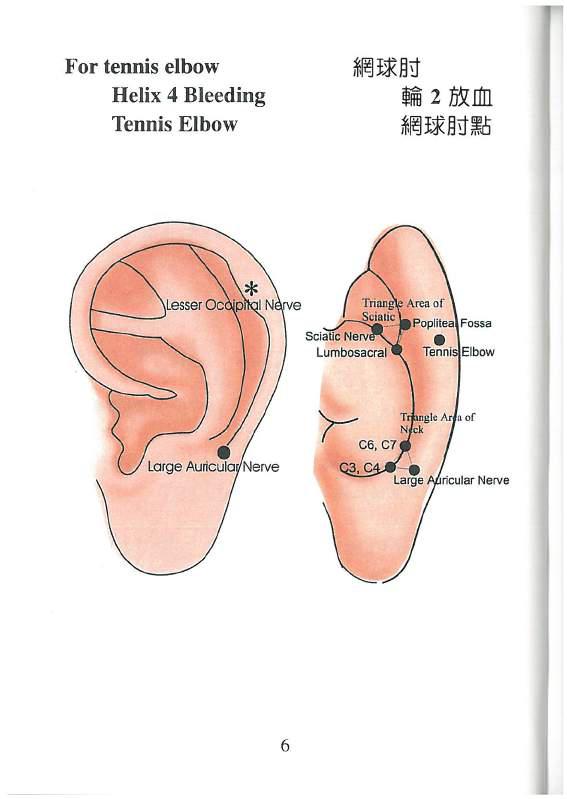 For tennis elbow
Helix 4 Bleeding
Tennis Elbow
網球肘
輪 2 放血
網球肘點
*
Lesser Occipital Nerve
Large Auricular Nerve
Triangle Area of
Sciatic
Popliteal Fossa
Sciatic Nerve
Lumbosacral
Tennis Elbow
Triangle Area of
Neck
C6, C7
C3, C4
Large Auricular Nerve
6